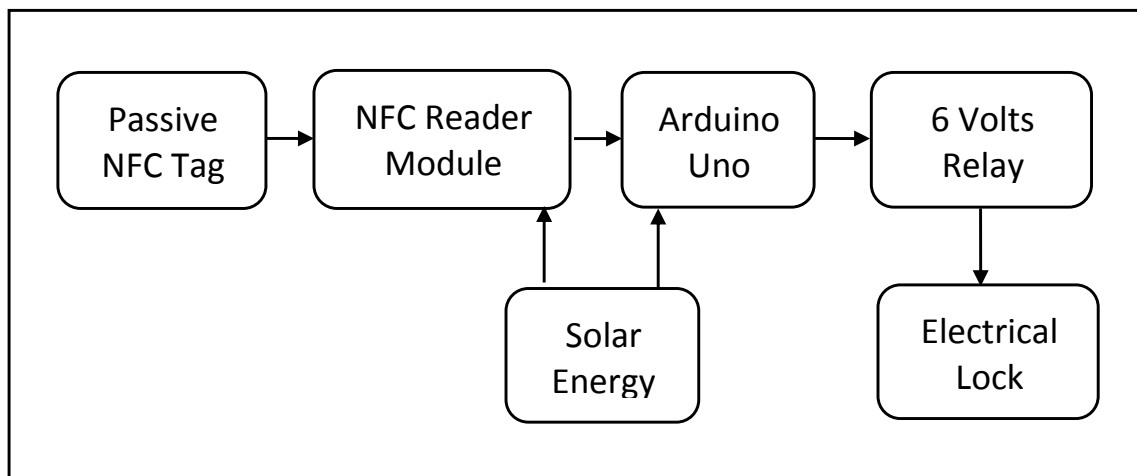 Passive
NFC Tag
NFC Reader
Module
Arduino
Uno
6 Volts
Relay
Solar
Energy
Electrical
Lock